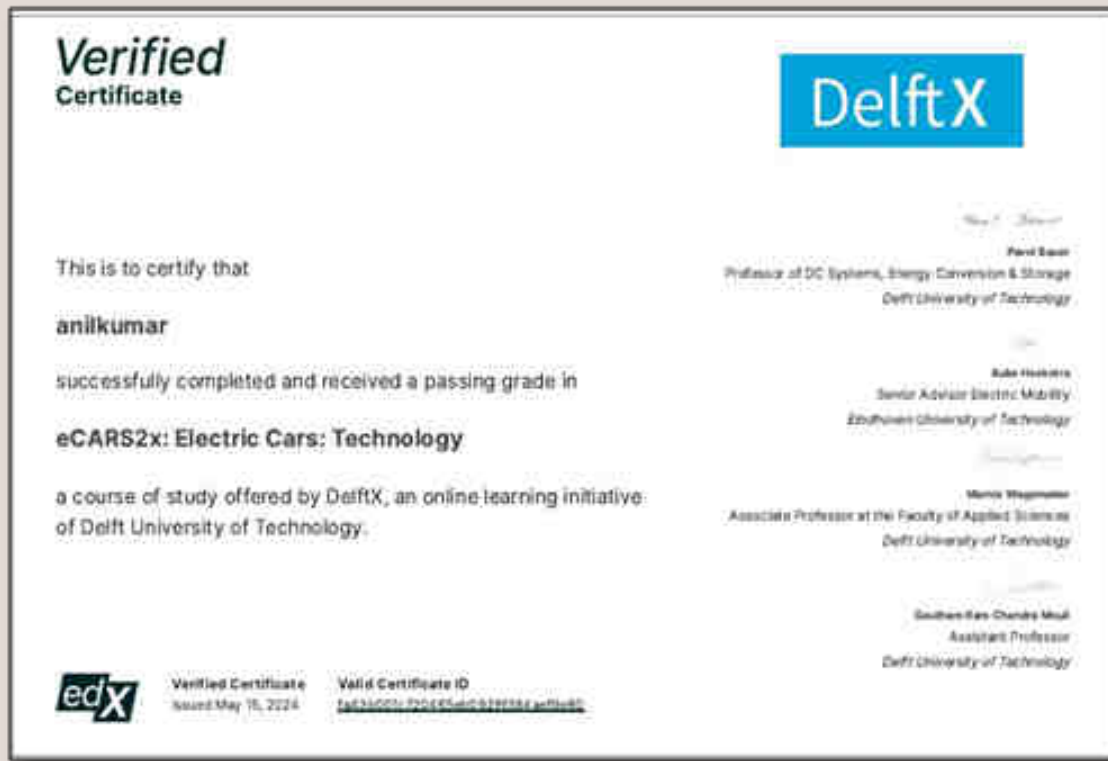 Verified
Certificate
DelftX
This is to certify that
anilkumar
successfully completed and received a passing grade in
eCARS2x: Electric Cars: Technology
a course of study offered by DelftX, an online learning initiative
of Delft University of Technology.
Professor of DC Systems, Energy Conversion & Storage
Delft University of Technology
Senior Advisor Electric Mobility
Eindhoven University of Technology
Associate Professor at the Faculty of Applied Sciences
Delft University of Technology
Assistant Professor
Delft University of Technology
edX
Verified Certificate
Issued May 15, 2024
Valid Certificate ID